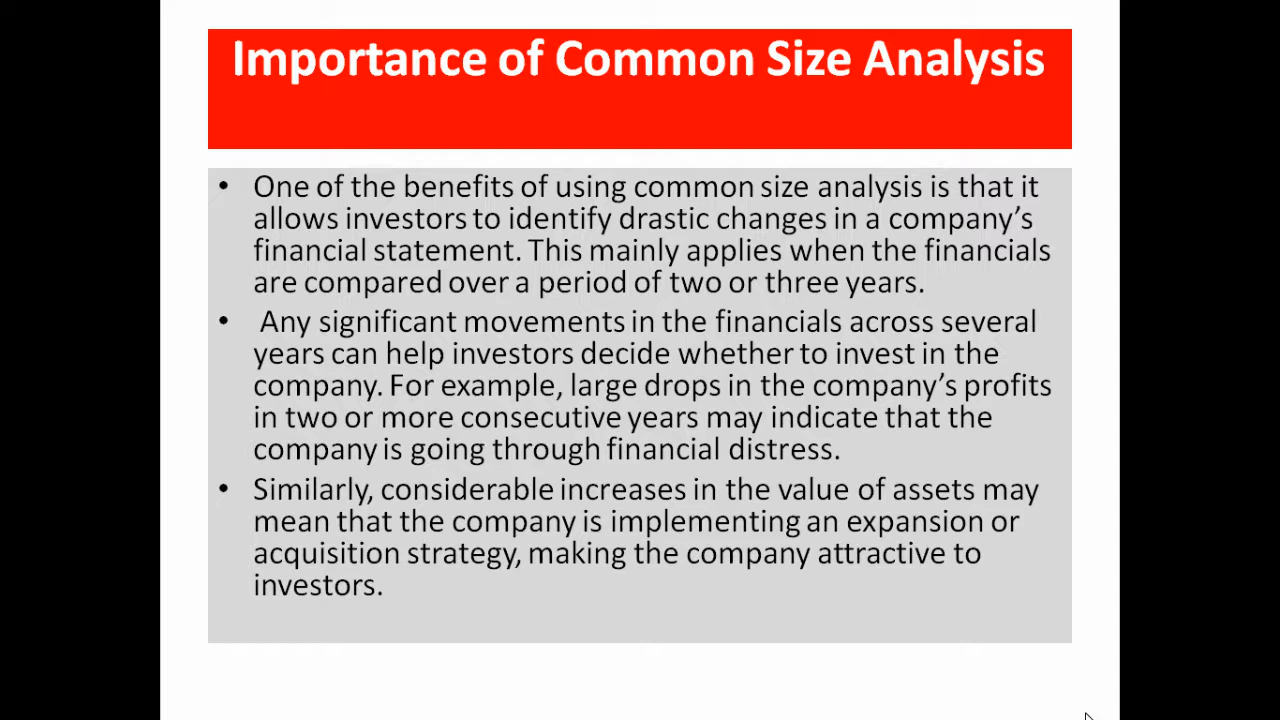 Importance of Common Size Analysis
• One of the benefits of using common size analysis is that it
allows investors to identify drastic changes in a company’s
financial statement. This mainly applies when the financials
are compared over a period of two or three years.
• Any significant movements in the financials across several
years can help investors decide whether to invest in the
company. For example, large drops in the company’s profits
in two or more consecutive years may indicate that the
company is going through financial distress.
• Similarly, considerable increases in the value of assets may
mean that the company is implementing an expansion or
acquisition strategy, making the company attractive to
investors.